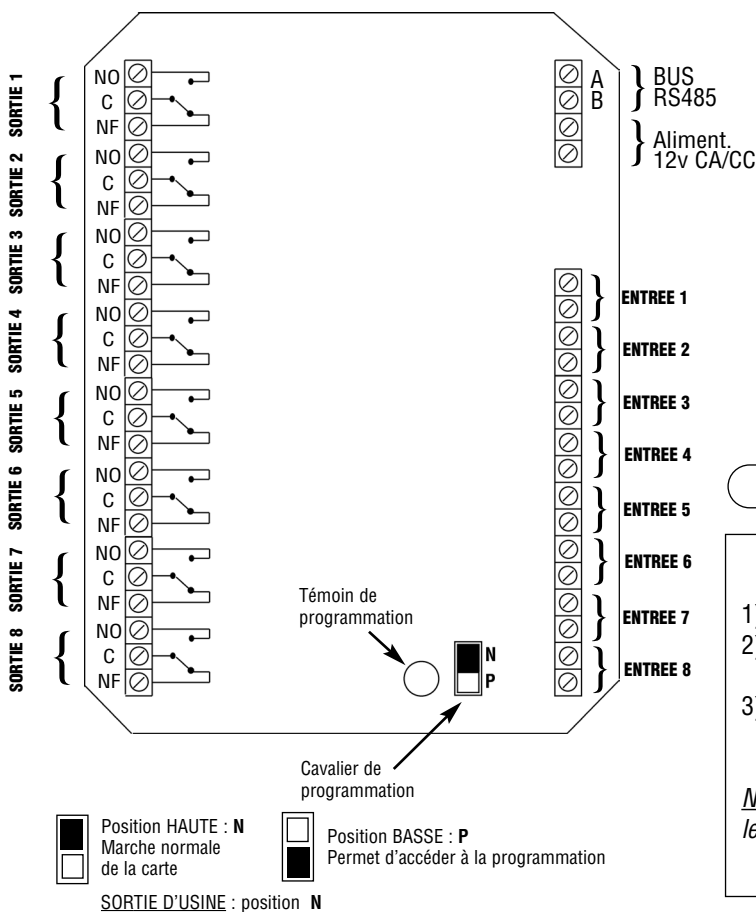 SORTIE 1
NO
C
NF
SORTIE 2
NO
C
NF
SORTIE 3
NO
C
NF
SORTIE 4
NO
C
NF
SORTIE 5
NO
C
NF
SORTIE 6
NO
C
NF
SORTIE 7
NO
C
NF
SORTIE 8
NO
C
NF
A
B
BUS
RS485
Aliment.
12v CA/CC
ENTREE 1
ENTREE 2
ENTREE 3
ENTREE 4
ENTREE 5
ENTREE 6
ENTREE 7
ENTREE 8
Témoin de
programmation
N
P
Cavalier de
programmation
Position HAUTE : N
Marche normale
de la carte
Position BASSE : P
Permet d'accéder à la programmation
SORTIE D'USINE : position N
1)
2)
3)
N
le